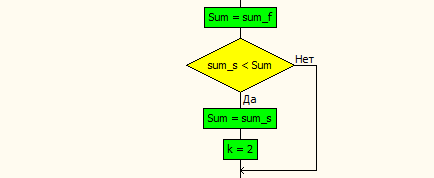 Sum = sum_f
sum_s < Sum
Нет
Да
Sum = sum_s
k = 2